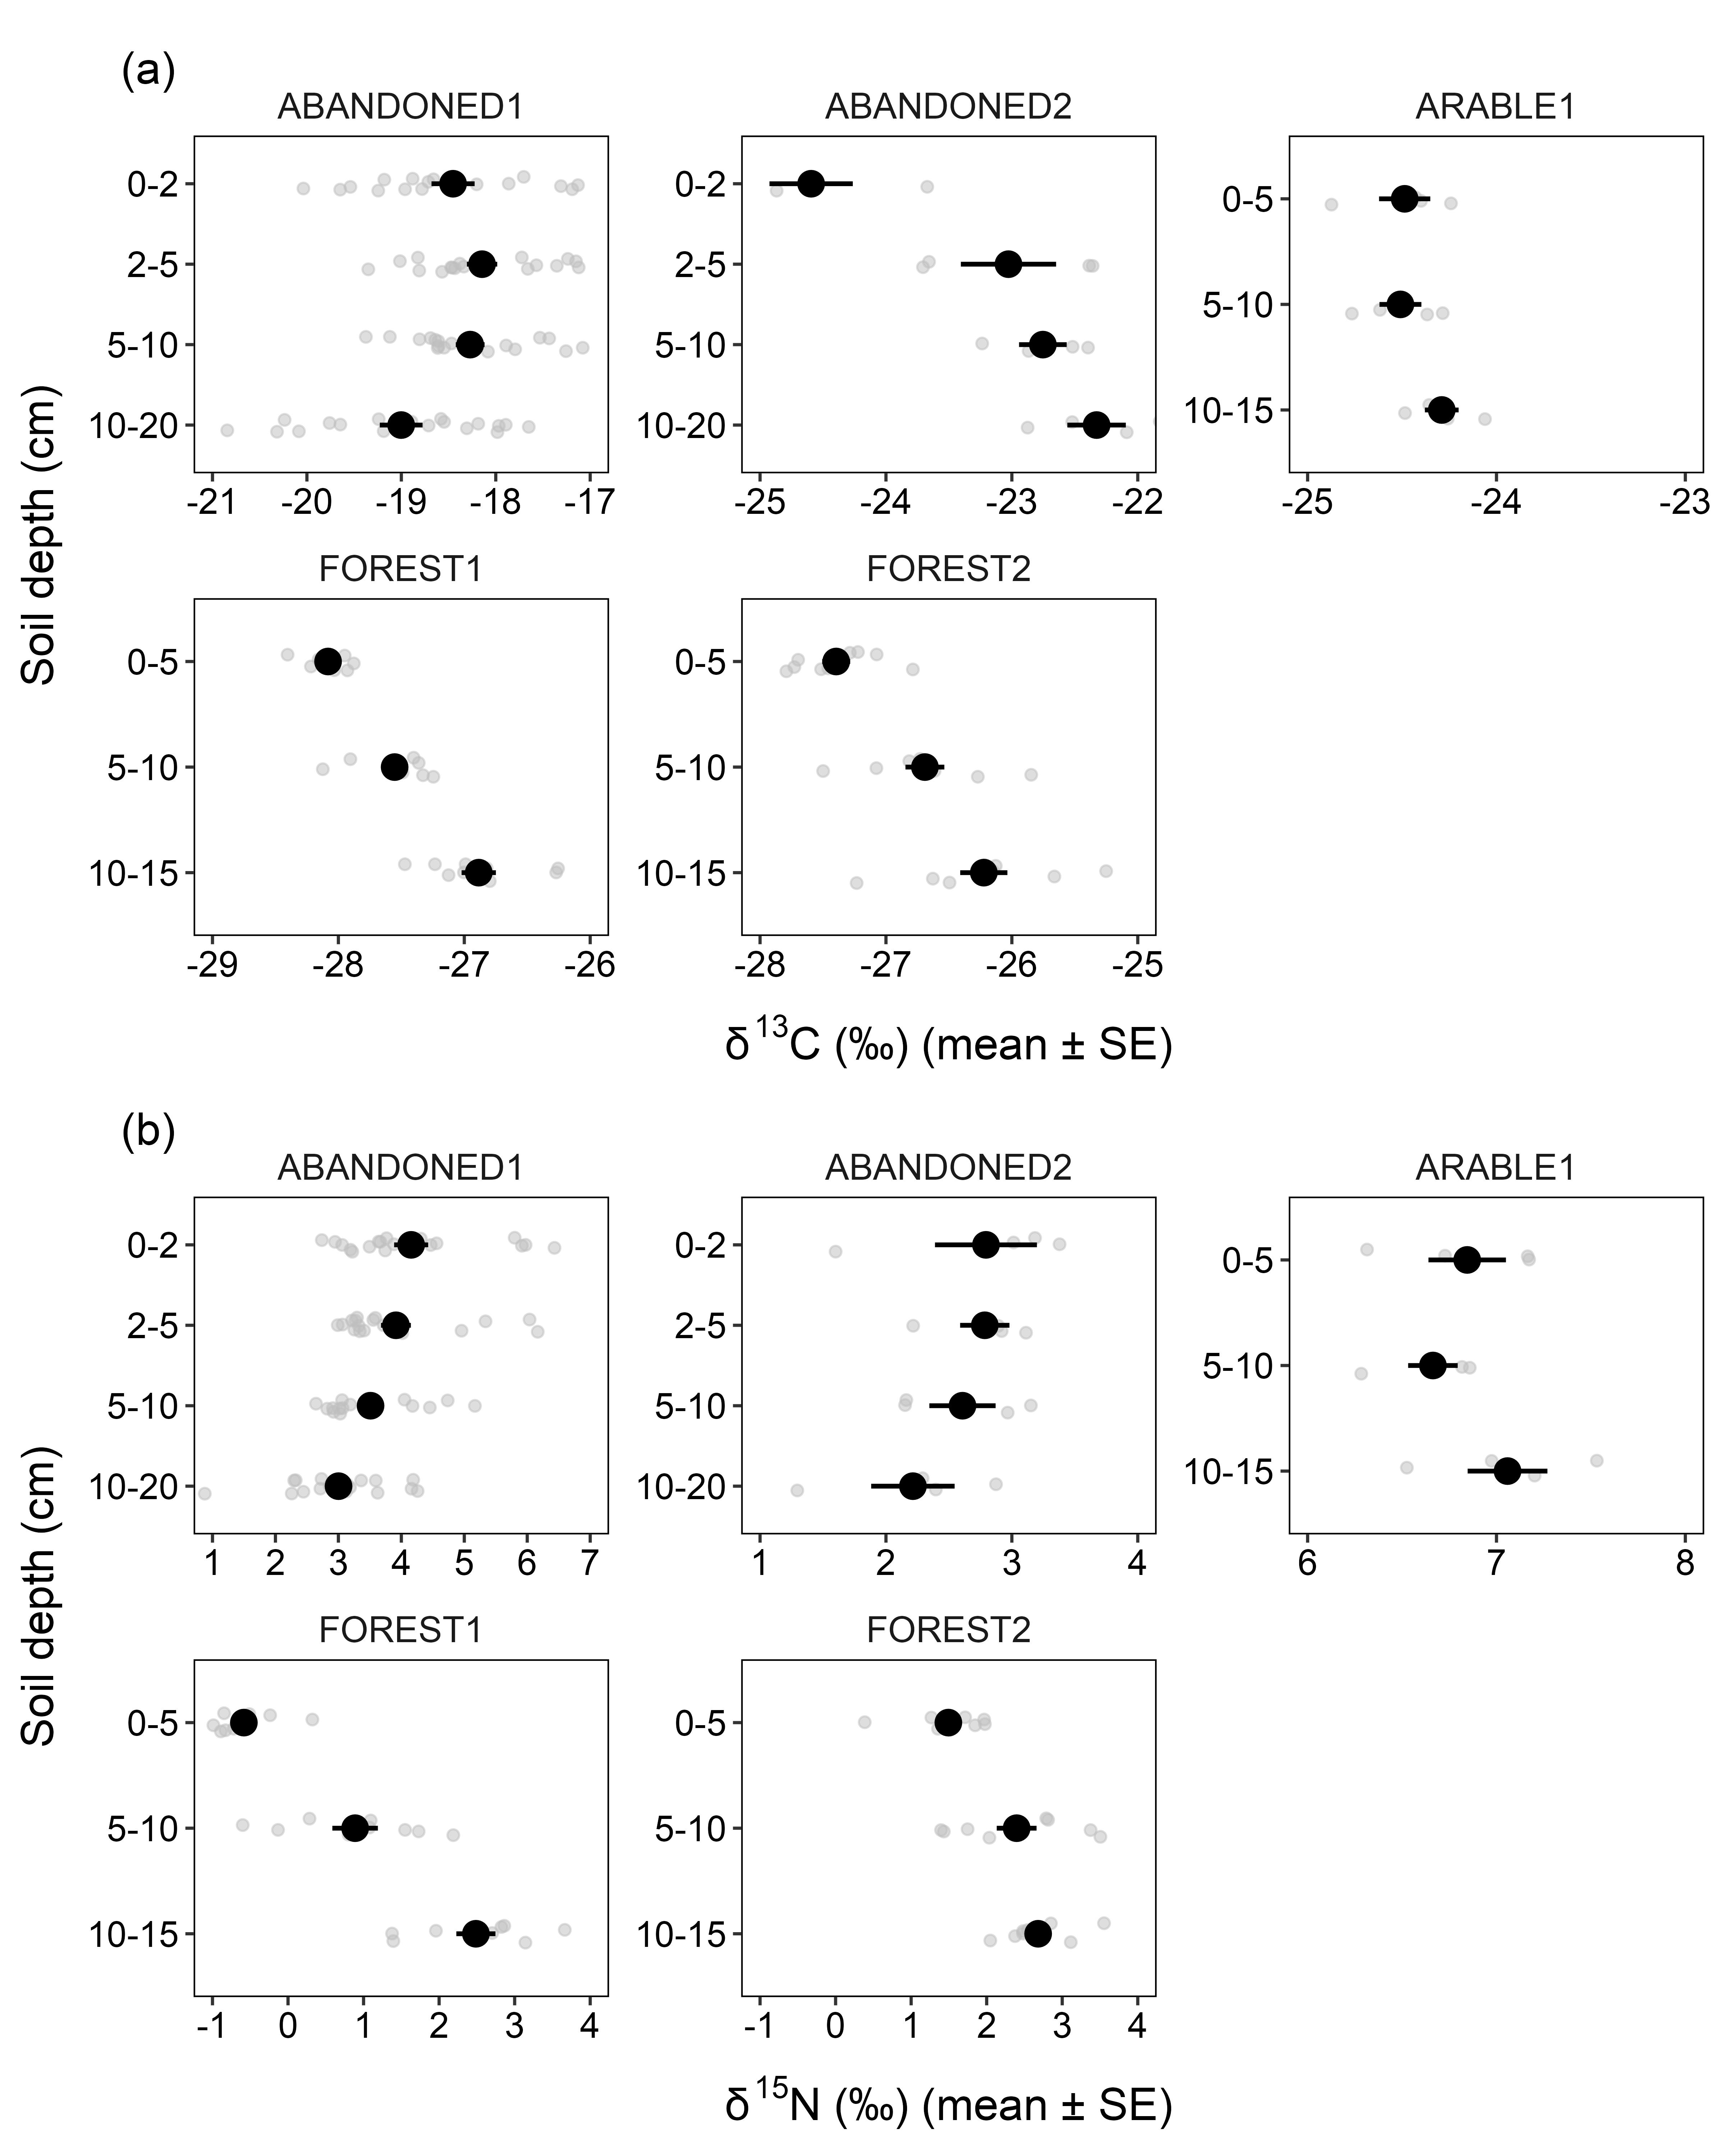 (a)
ABANDONED1
ABANDONED2
ARABLE1
0-2
2-5
5-10
10-20
-21 -20 -19 -18 -17
0-2
2-5
5-10
10-20
-25 -24 -23 -22
0-5
5-10
10-15
-25 -24 -23
FOREST1
FOREST2
0-5
5-10
10-15
-29 -28 -27 -26
0-5
5-10
10-15
-28 -27 -26 -25
Soil depth (cm)
δ 13C (‰) (mean ± SE)
(b)
ABANDONED1
ABANDONED2
ARABLE1
0-2
2-5
5-10
10-20
1 2 3 4 5 6 7
0-2
2-5
5-10
10-20
1 2 3 4
0-5
5-10
10-15
6 7 8
FOREST1
FOREST2
0-5
5-10
10-15
-1 0 1 2 3 4
0-5
5-10
10-15
-1 0 1 2 3 4
Soil depth (cm)
δ 15N (‰) (mean ± SE)